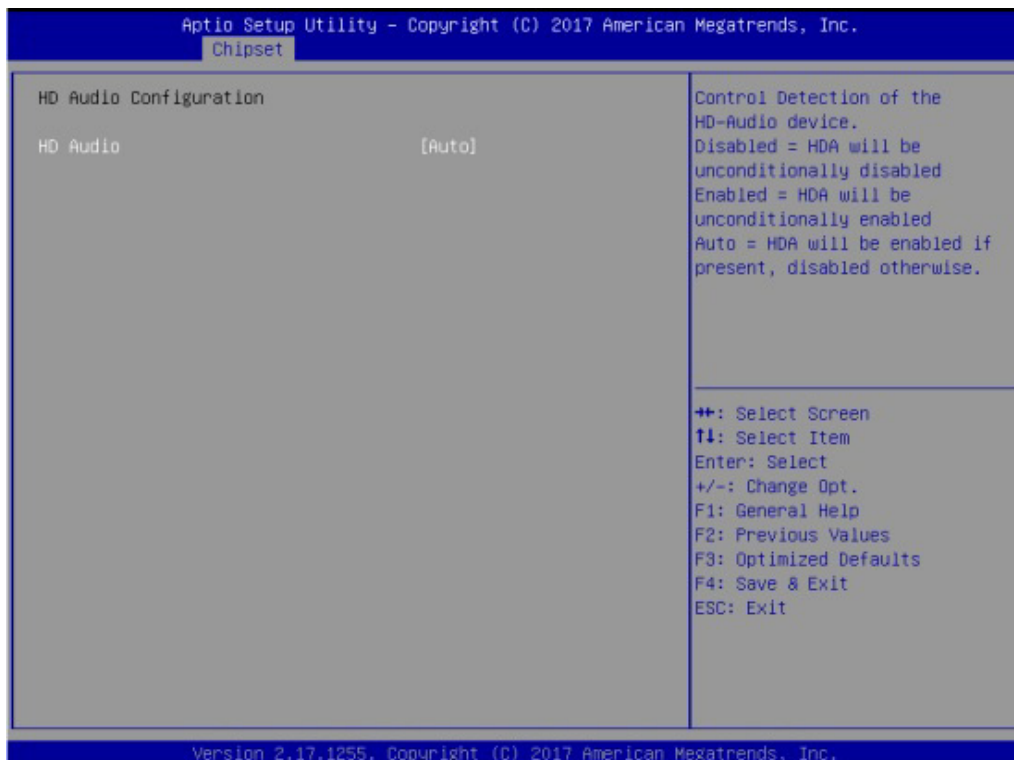 Aptio Setup Utility – Copyright (C) 2017 American Megatrends, Inc.
Chipset
HD Audio Configuration
HD Audio [Auto]
Control Detection of the
HD-Audio device.
Disabled = HDA will be
unconditionally disabled
Enabled = HDA will be
unconditionally enabled
Auto = HDA will be enabled if
present, disabled otherwise.
→←: Select Screen
↑↓: Select Item
Enter: Select
+/-: Change Opt.
F1: General Help
F2: Previous Values
F3: Optimized Defaults
F4: Save & Exit
ESC: Exit
Version 2.17.1255. Copyright (C) 2017 American Megatrends, Inc.